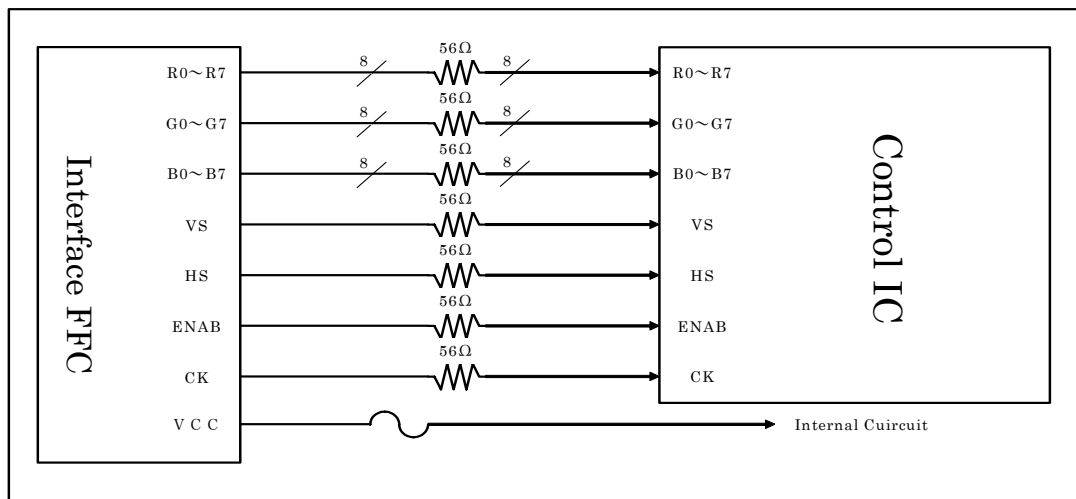 56Ω
R0～R7 8 8 R0～R7
56Ω
G0～G7 8 8 G0～G7
56Ω
B0～B7 8 8 B0～B7
56Ω
VS VS
56Ω
HS HS
56Ω
ENAB ENAB
56Ω
CK CK
VCC Internal Cuircuit
Interface FFC
Control IC